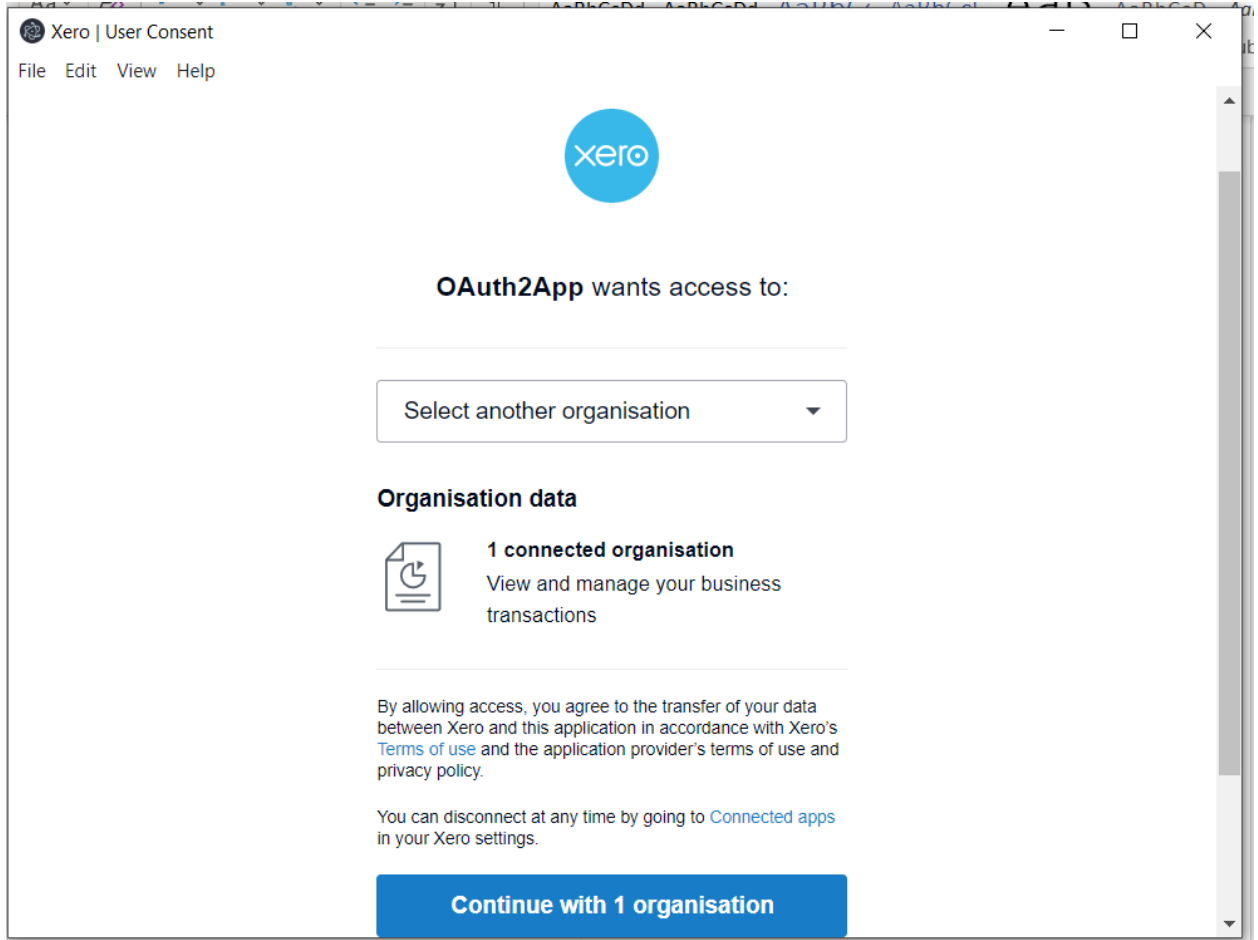 Xero | User Consent
File Edit View Help
xero
OAuth2App wants access to:
Select another organisation
Organisation data
1 connected organisation
View and manage your business
transactions
By allowing access, you agree to the transfer of your data
between Xero and this application in accordance with Xero’s
Terms of use and the application provider’s terms of use and
privacy policy.
You can disconnect at any time by going to Connected apps
in your Xero settings.
Continue with 1 organisation